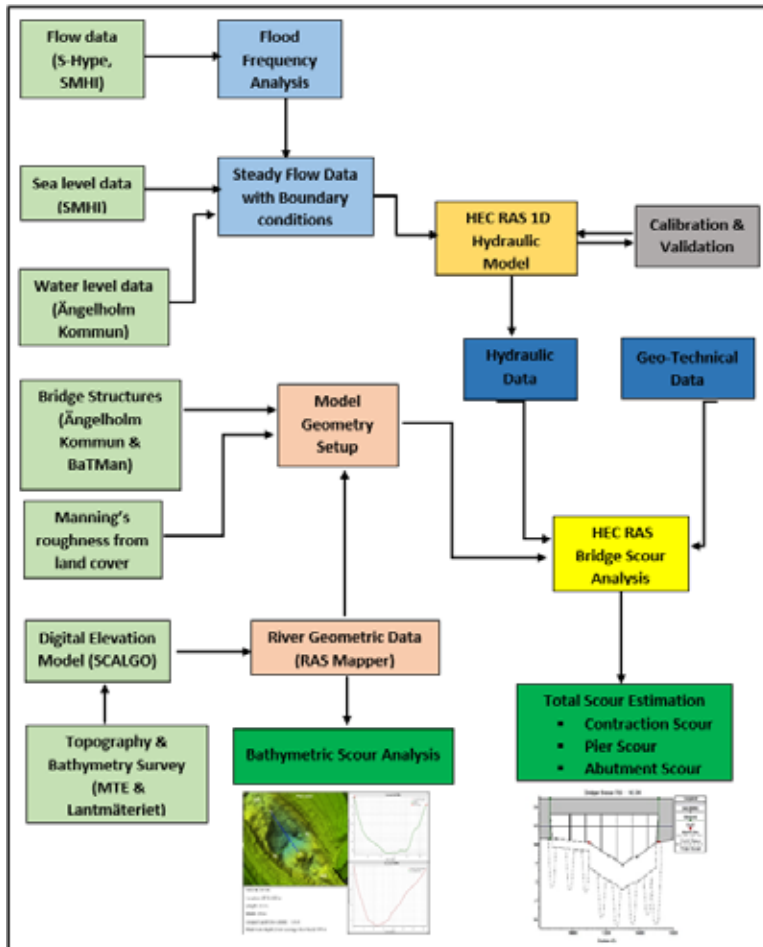 Flow data
(S-Hype,
SMHI)
Flood
Frequency
Analysis
Sea level data
(SMHI)
Steady Flow Data
with Boundary
conditions
HEC RAS 1D
Hydraulic
Model
Calibration &
Validation
Water level data
(Ängelholm
Kommun)
Hydraulic
Data
Geo-Technical
Data
Bridge Structures
(Ängelholm
Kommun &
BaTMan)
Model
Geometry
Setup
Manning's
roughness from
land cover
HEC RAS
Bridge Scour
Analysis
Digital Elevation
Model (SCALGO)
River Geometric Data
(RAS Mapper)
Topography &
Bathymetry Survey
(MTE &
Lantmäteriet)
Bathymetric Scour Analysis
Total Scour Estimation
▪ Contraction Scour
▪ Pier Scour
▪ Abutment Scour